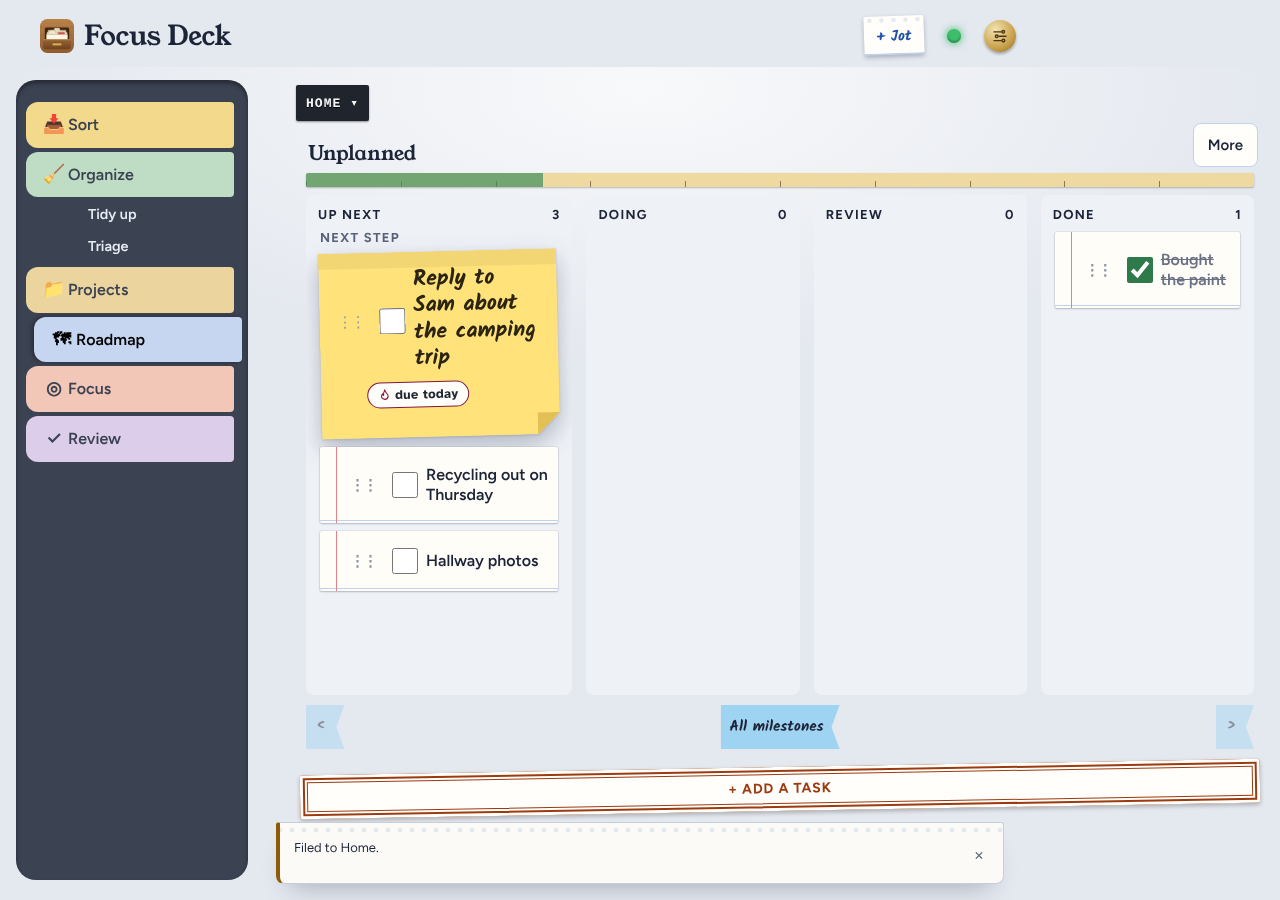 Focus Deck
+ Jot
Sort
Organize
Tidy up
Triage
Projects
Roadmap
Focus
Review
HOME ▾
Unplanned
More
UP NEXT 3
NEXT STEP
Reply to
Sam about
the camping
trip
due today
Recycling out on
Thursday
Hallway photos
DOING 0
REVIEW 0
DONE 1
Bought
the paint
<
All milestones
>
+ ADD A TASK
Filed to Home.
×